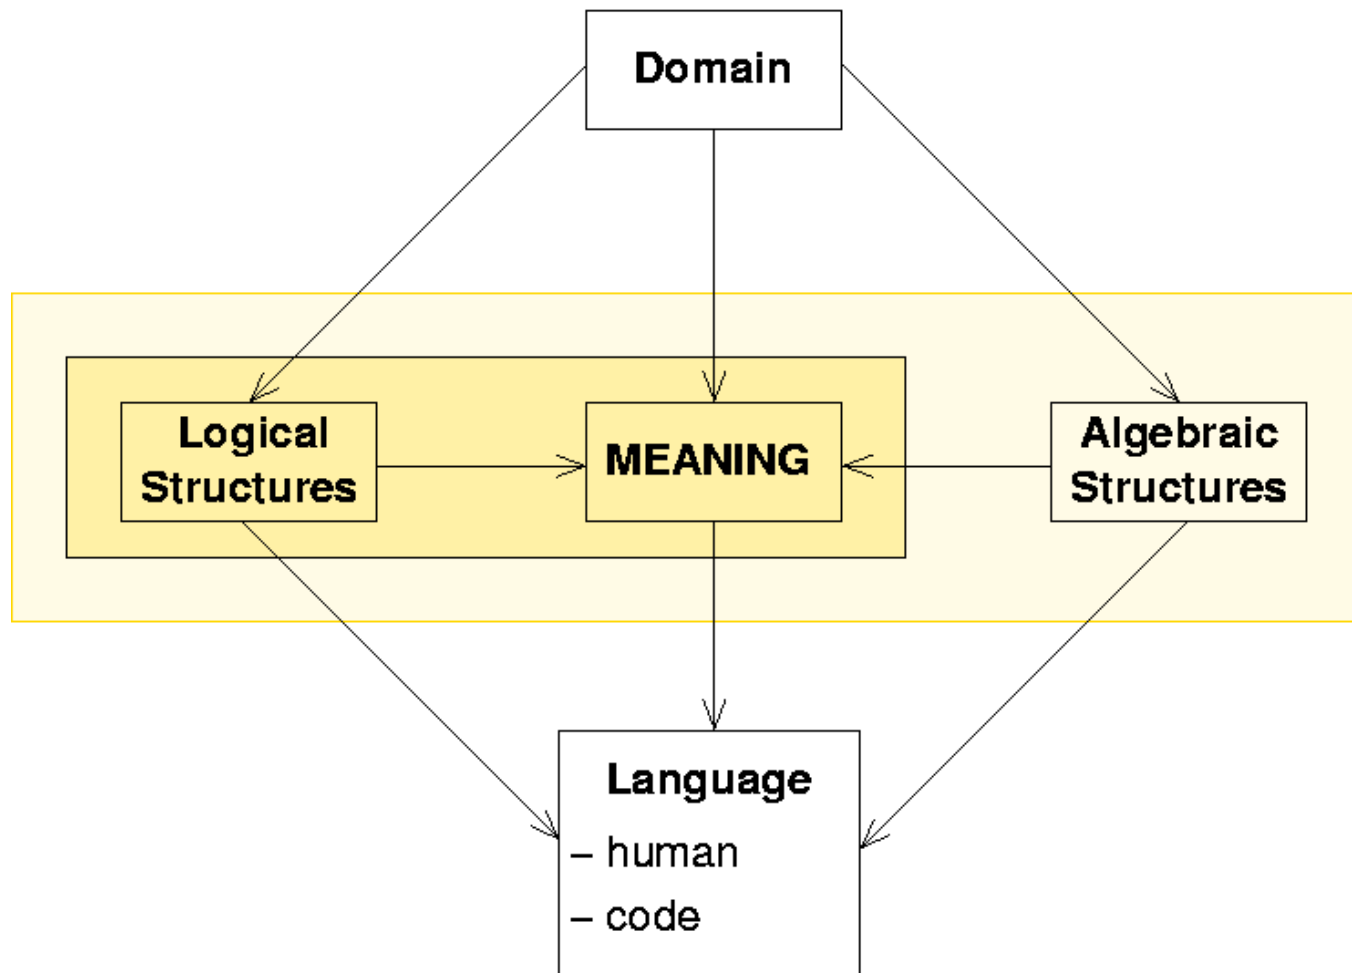 Domain
Logical
Structures
MEANING
Algebraic
Structures
Language
– human
– code